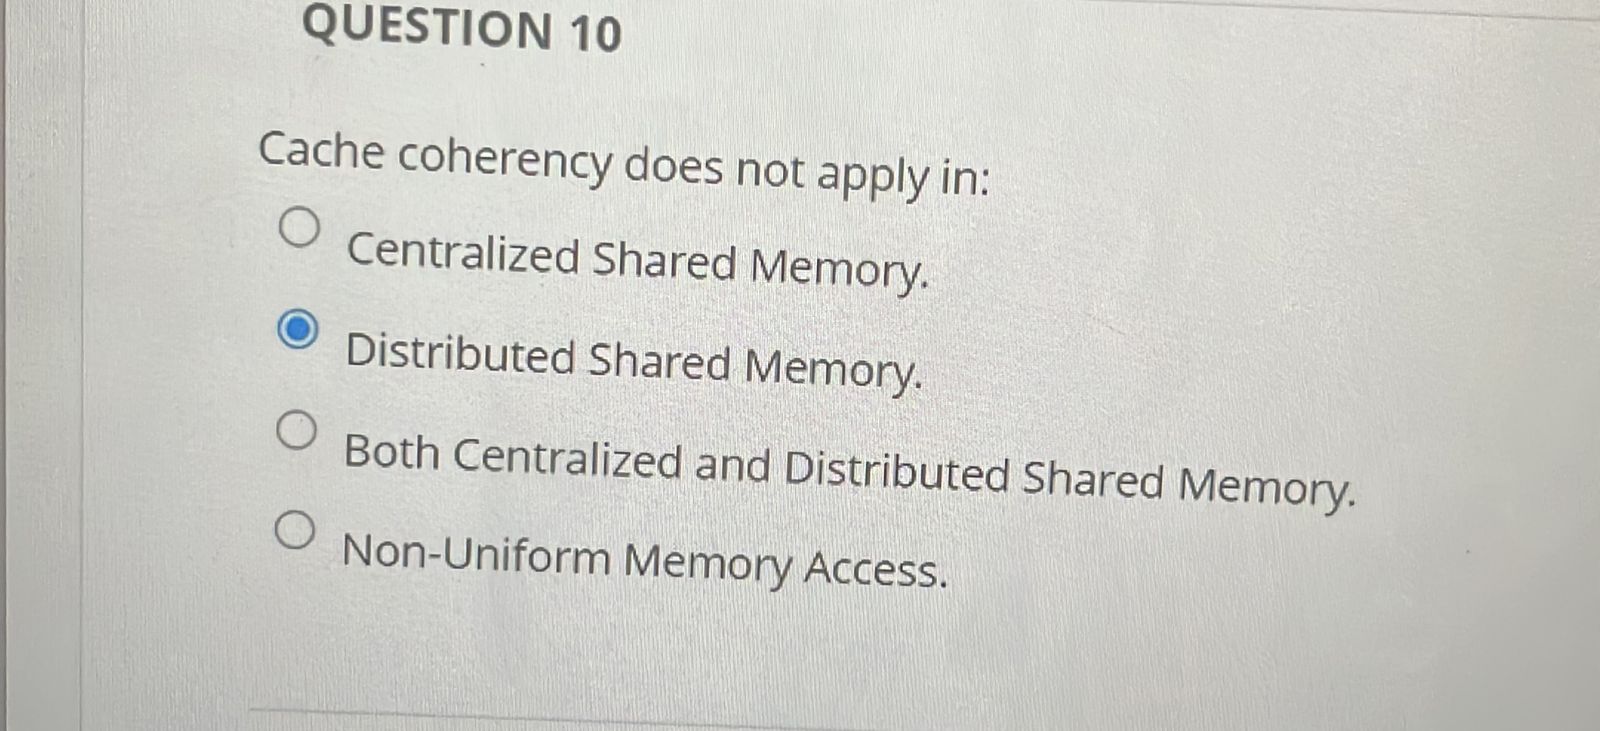 QUESTION 10
Cache coherency does not apply in:
Centralized Shared Memory.
Distributed Shared Memory.
Both Centralized and Distributed Shared Memory.
Non-Uniform Memory Access.